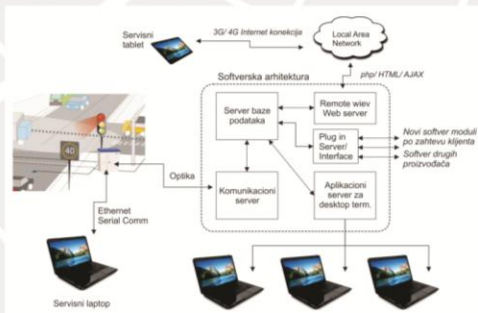 Servisni
tablet
3G/ 4G Internet konekcija
Local Area
Network
php/ HTML/ AJAX
Softverska arhitektura
Server baze
podataka
Remote wiev
Web server
Plug in
Server/
Interface
Novi softver moduli
po zahtevu klijenta
Softver drugih
proizvođača
40
Optika
Komunikacioni
server
Aplikacioni
server za
desktop term.
Ethernet
Serial Comm
Servisni laptop